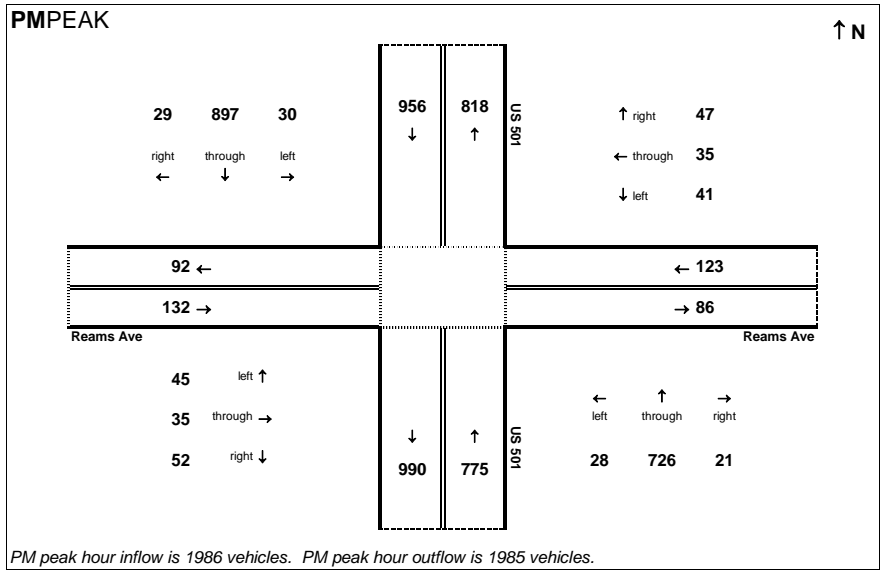 PMPEAK
↑ N
29 897 30
right through left
← ↓ →
956 818
↓ ↑
US 501
↑ right 47
← through 35
↓ left 41
92 ←
132 →
← 123
→ 86
Reams Ave
Reams Ave
45 left ↑
35 through →
52 right ↓
↓ ↑
990 775
US 501
← ↑ →
left through right
28 726 21
PM peak hour inflow is 1986 vehicles. PM peak hour outflow is 1985 vehicles.